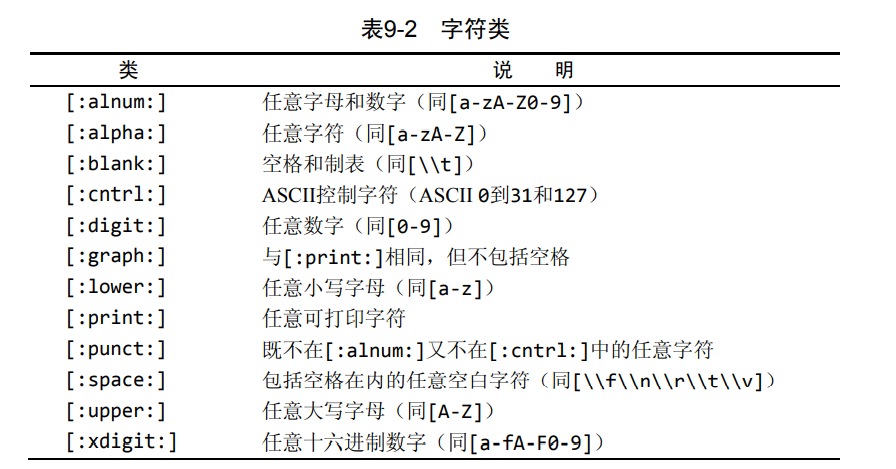 表9-2 字符类
类 说 明
[:alnum:] 任意字母和数字（同[a-zA-Z0-9]）
[:alpha:] 任意字符（同[a-zA-Z]）
[:blank:] 空格和制表（同[\\t]）
[:cntrl:] ASCII控制字符（ASCII 0到31和127）
[:digit:] 任意数字（同[0-9]）
[:graph:] 与[:print:]相同，但不包括空格
[:lower:] 任意小写字母（同[a-z]）
[:print:] 任意可打印字符
[:punct:] 既不在[:alnum:]又不在[:cntrl:]中的任意字符
[:space:] 包括空格在内的任意空白字符（同[\\f\\n\\r\\t\\v]）
[:upper:] 任意大写字母（同[A-Z]）
[:xdigit:] 任意十六进制数字（同[a-fA-F0-9]）